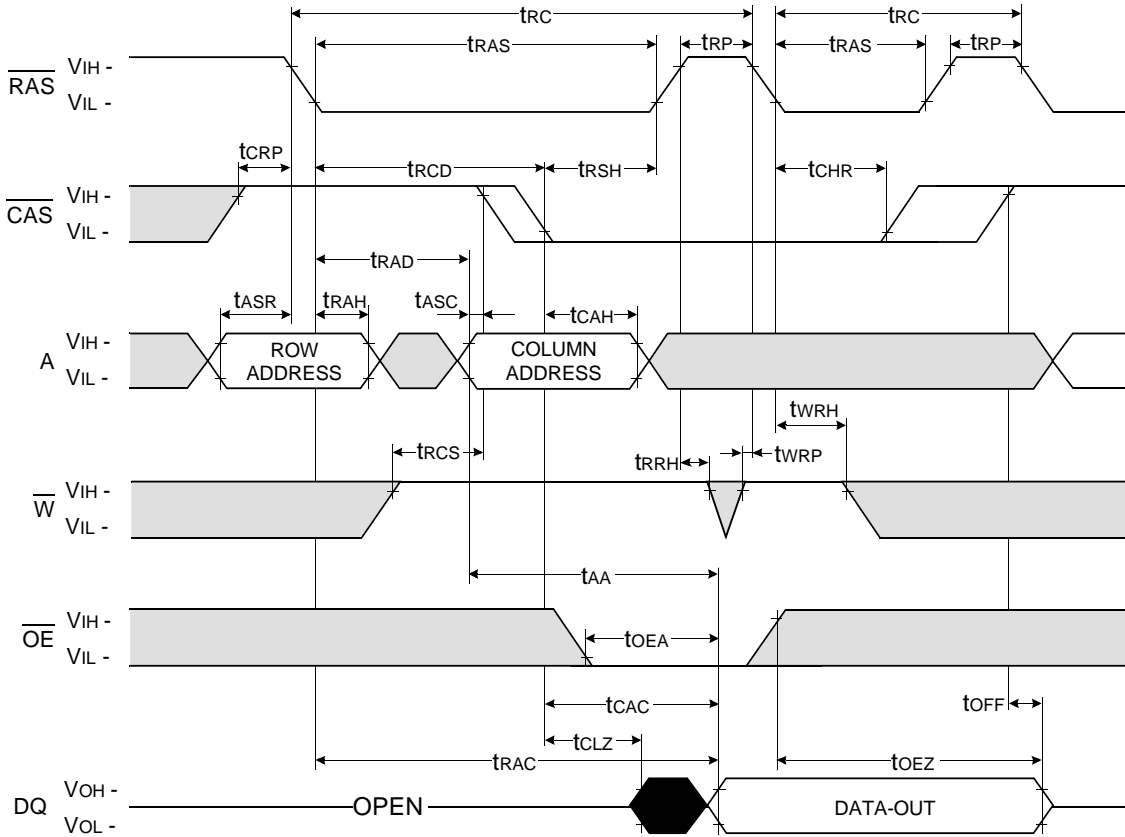 tRC tRC
tRAS tRP tRAS tRP
RAS VIH -
VIL -
tCRP tRCD tRSH tCHR
CAS VIH -
VIL -
tRAD
tASR tRAH tASC tCAH
A VIH -
VIL -
ROW ADDRESS
COLUMN ADDRESS
tWRH
tRCS tRRH tWRP
W VIH -
VIL -
tAA
OE VIH -
VIL -
tOEA
tCAC tOFF
tCLZ
tRAC tOEZ
DQ VOH -
VOL -
OPEN DATA-OUT